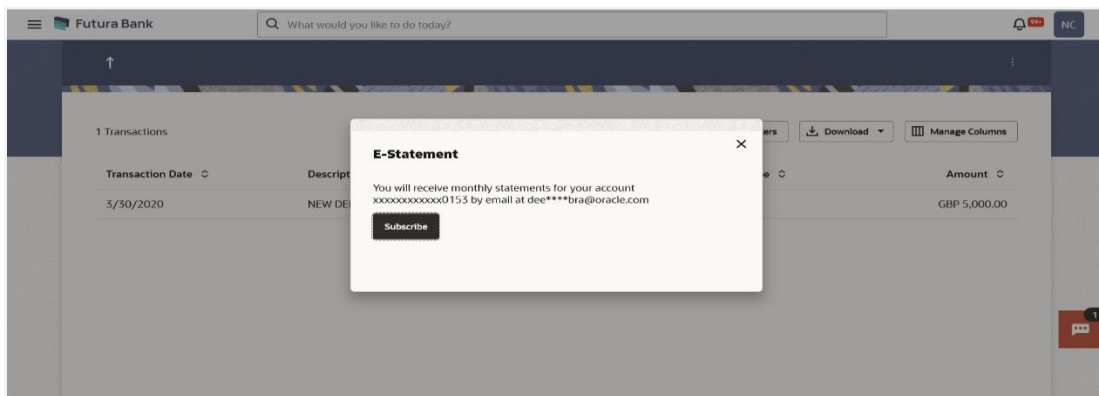 Futura Bank
What would you like to do today?
99+
NC
1 Transactions
ers
Download
Manage Columns
E-Statement
Transaction Date
Descript
e
Amount
You will receive monthly statements for your account
xxxxxxxxxxxx0153 by email at dee****bra@oracle.com
3/30/2020
NEW DE
GBP 5,000.00
Subscribe
1